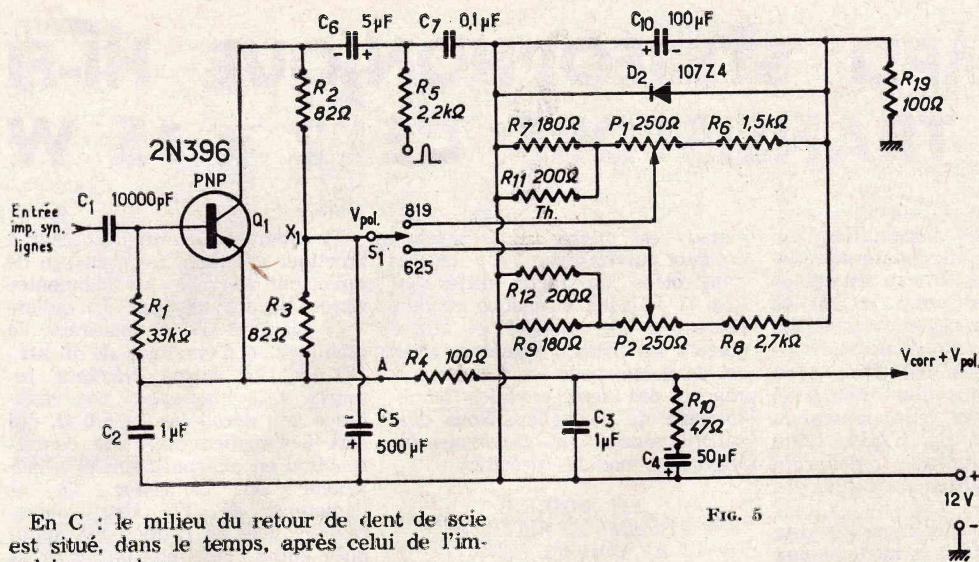 C6 5µF
C7 0,1µF
C10 100µF
- +
+ -
D2 107Z4
R2
82Ω
R5
2,2kΩ
R19
100Ω
R7 180Ω
P1 250Ω
R6 1,5kΩ
R11 200Ω
Th.
2N396
PNP
C1 10000pF
Entrée
imp. syn.
lignes
Q1
X1
Vpol.
S1
819
625
R1
33kΩ
R3
82Ω
R12 200Ω
R9 180Ω
P2 250Ω
R8 2,7kΩ
A
R4 100Ω
Vcorr + Vpol.
C2 1µF
-
C5
+
500µF
C3
1µF
R10
47Ω
-
C4 50µF
+
+
12V
Fig. 5
En C : le milieu du retour de dent de scie
est situé, dans le temps, après celui de l'im-